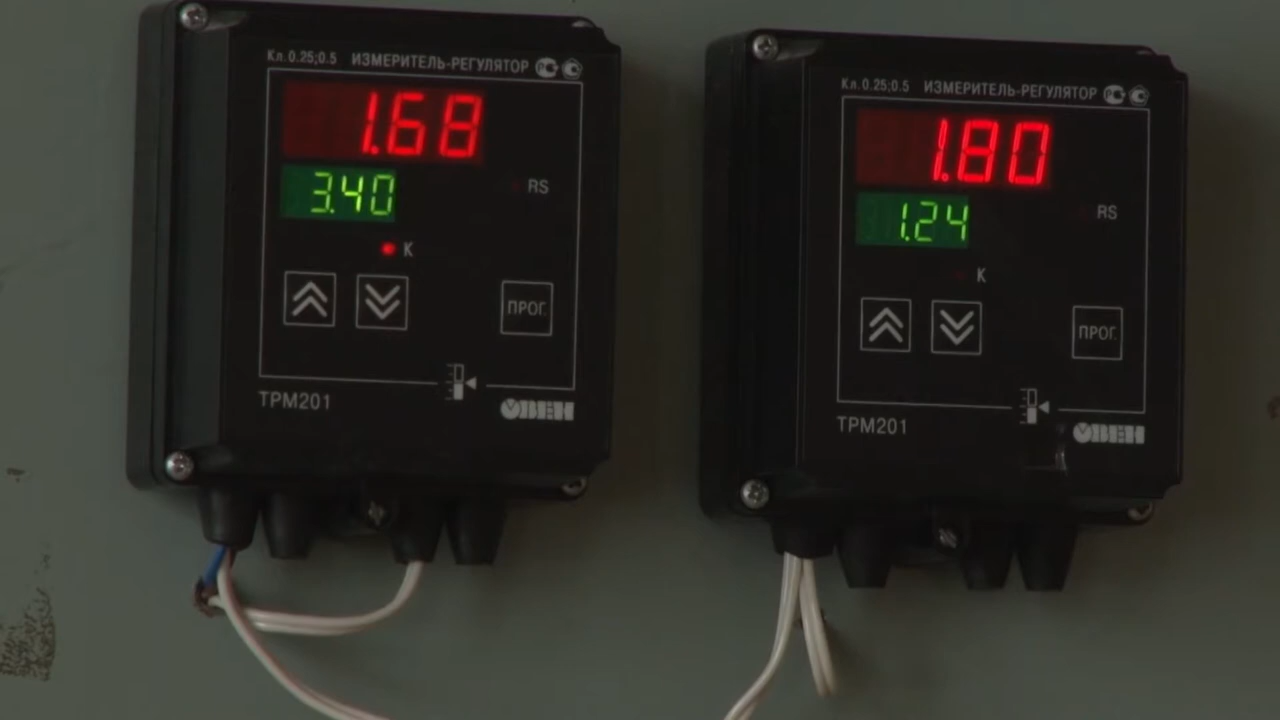 Кл. 0.25;0.5 ИЗМЕРИТЕЛЬ-РЕГУЛЯТОР
1.68
3.40
RS
K
ПРОГ.
ТРМ201
ОВЕН
Кл. 0.25;0.5 ИЗМЕРИТЕЛЬ-РЕГУЛЯТОР
1.80
1.24
RS
K
ПРОГ.
ТРМ201
ОВЕН